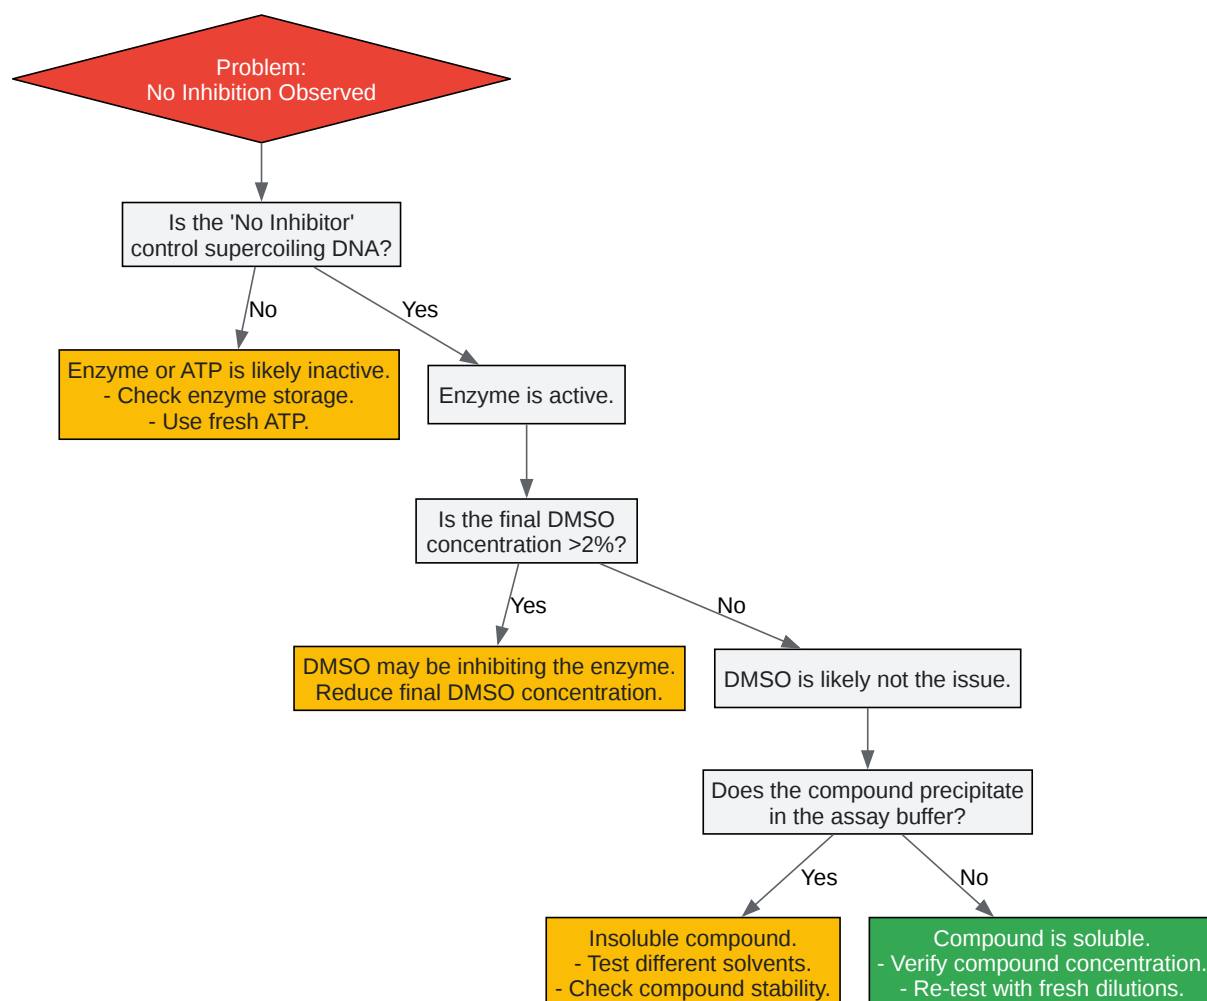 Problem:
No Inhibition Observed
Is the 'No Inhibitor'
control supercoiling DNA?
No
Yes
Enzyme or ATP is likely inactive.
- Check enzyme storage.
- Use fresh ATP.
Enzyme is active.
Is the final DMSO
concentration >2%?
Yes
No
DMSO may be inhibiting the enzyme.
Reduce final DMSO concentration.
DMSO is likely not the issue.
Does the compound precipitate
in the assay buffer?
Yes
No
Insoluble compound.
- Test different solvents.
- Check compound stability.
Compound is soluble.
- Verify compound concentration.
- Re-test with fresh dilutions.